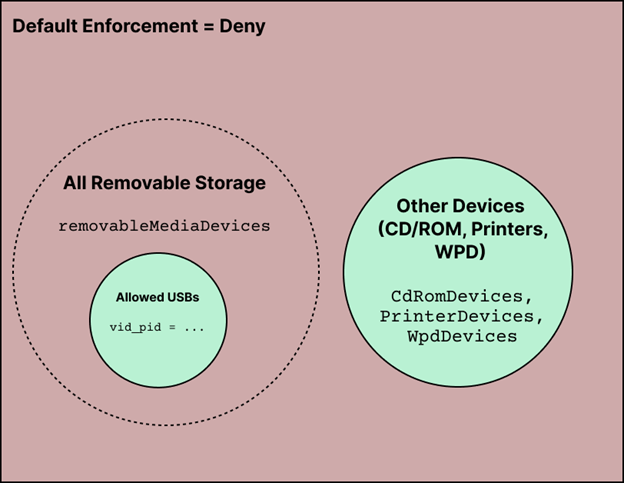 Default Enforcement = Deny
All Removable Storage
removableMediaDevices
Allowed USBs
vid_pid = ...
Other Devices
(CD/ROM, Printers,
WPD)
CdRomDevices,
PrinterDevices,
WpdDevices